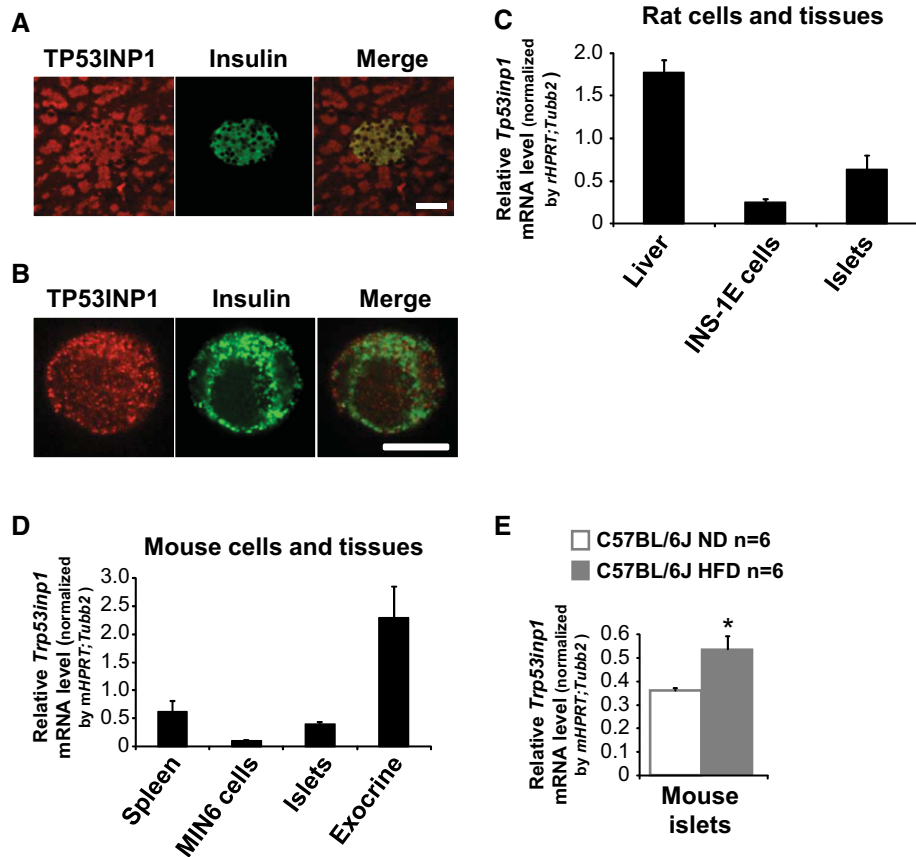 A
TP53INP1 Insulin Merge
B
TP53INP1 Insulin Merge
C
Rat cells and tissues
Relative Tp53inp1
mRNA level (normalized
by rHPRT;Tubb2)
2.0
1.5
1.0
0.5
0
Liver
INS-1E cells
Islets
D
Mouse cells and tissues
Relative Trp53inp1
mRNA level (normalized
by mHPRT;Tubb2)
3.0
2.5
2.0
1.5
1.0
0.5
0
Spleen
MIN6 cells
Islets
Exocrine
E
C57BL/6J ND n=6
C57BL/6J HFD n=6
Relative Trp53inp1
mRNA level (normalized
by mHPRT;Tubb2)
0.6
0.5
0.4
0.3
0.2
0.1
0
*
Mouse
islets